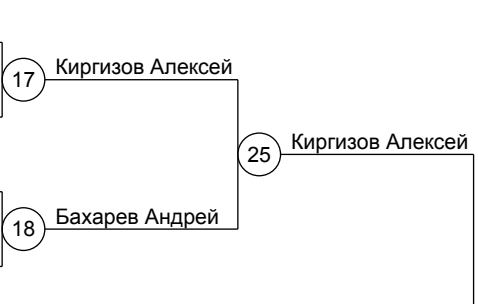 17 Киргизов Алексей
25 Киргизов Алексей
18 Бахарев Андрей